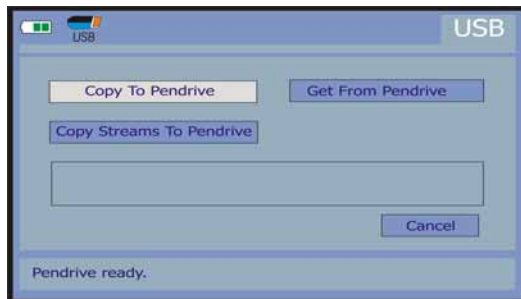 USB
USB
Copy To Pendrive
Get From Pendrive
Copy Streams To Pendrive
Cancel
Pendrive ready.